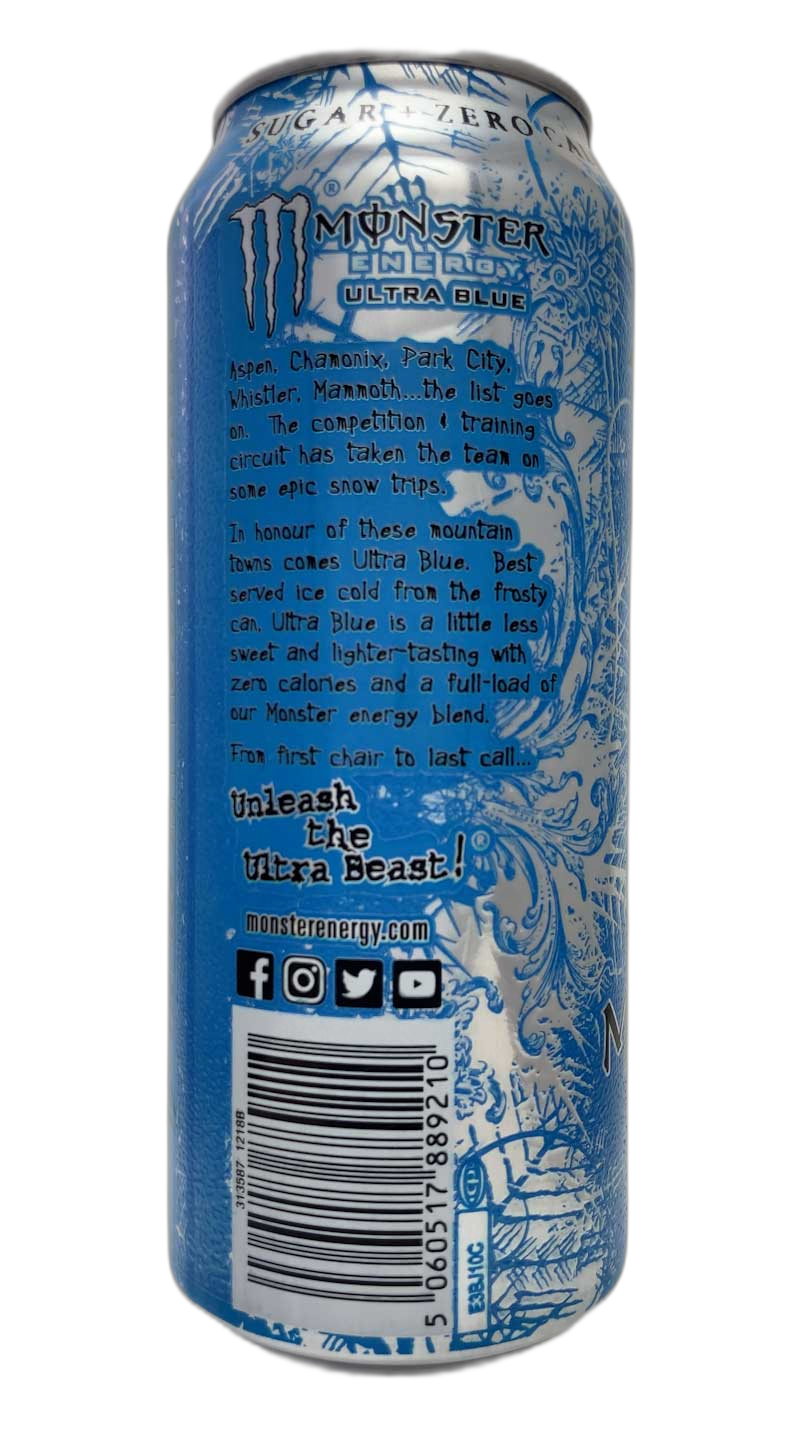 SUGAR + ZERO CA
®
MONSTER
ENERGY
ULTRA BLUE
Aspen, Chamonix, Park City,
Whistler, Mammoth...the list goes
on. The competition & training
circuit has taken the team on
some epic snow trips.
In honour of these mountain
towns comes Ultra Blue. Best
served ice cold from the frosty
can, Ultra Blue is a little less
sweet and lighter-tasting with
zero calories and a full-load of
our Monster energy blend.
From first chair to last call...
Unleash
the
Ultra Beast!®
monsterenergy.com
313587 1218B
5 060517 889210
E3BJ10C